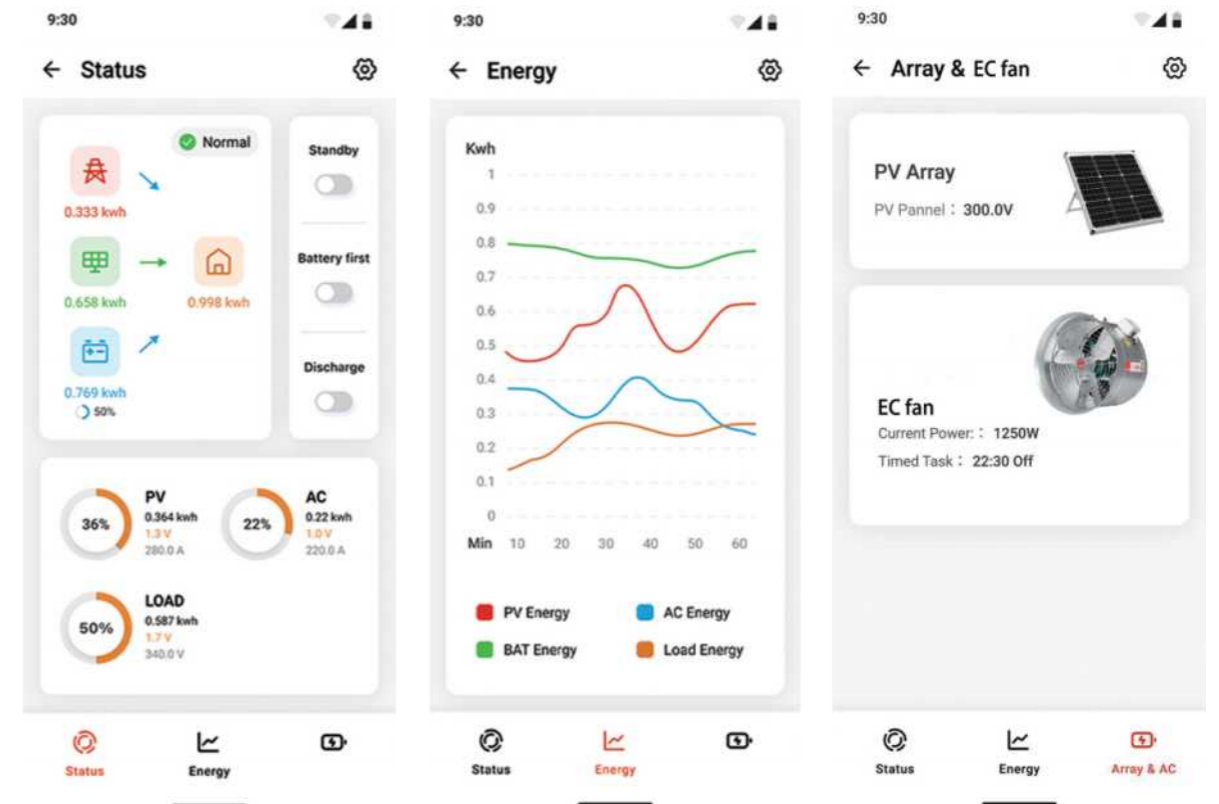 9:30
Status
Normal
0.333 kwh
0.658 kwh
0.998 kwh
0.769 kwh
50%
Standby
Battery first
Discharge
36%
PV
0.364 kwh
1.3 V
280.0 A
22%
AC
0.22 kwh
1.0 V
220.0 A
50%
LOAD
0.587 kwh
1.7 V
340.0 V
Status
Energy
9:30
Energy
Kwh
1
0.9
0.8
0.7
0.6
0.5
0.4
0.3
0.2
0.1
0
Min 10 20 30 40 50 60
PV Energy
AC Energy
BAT Energy
Load Energy
Status
Energy
9:30
Array & EC fan
PV Array
PV Pannel : 300.0V
EC fan
Current Power: : 1250W
Timed Task : 22:30 Off
Status
Energy
Array & AC